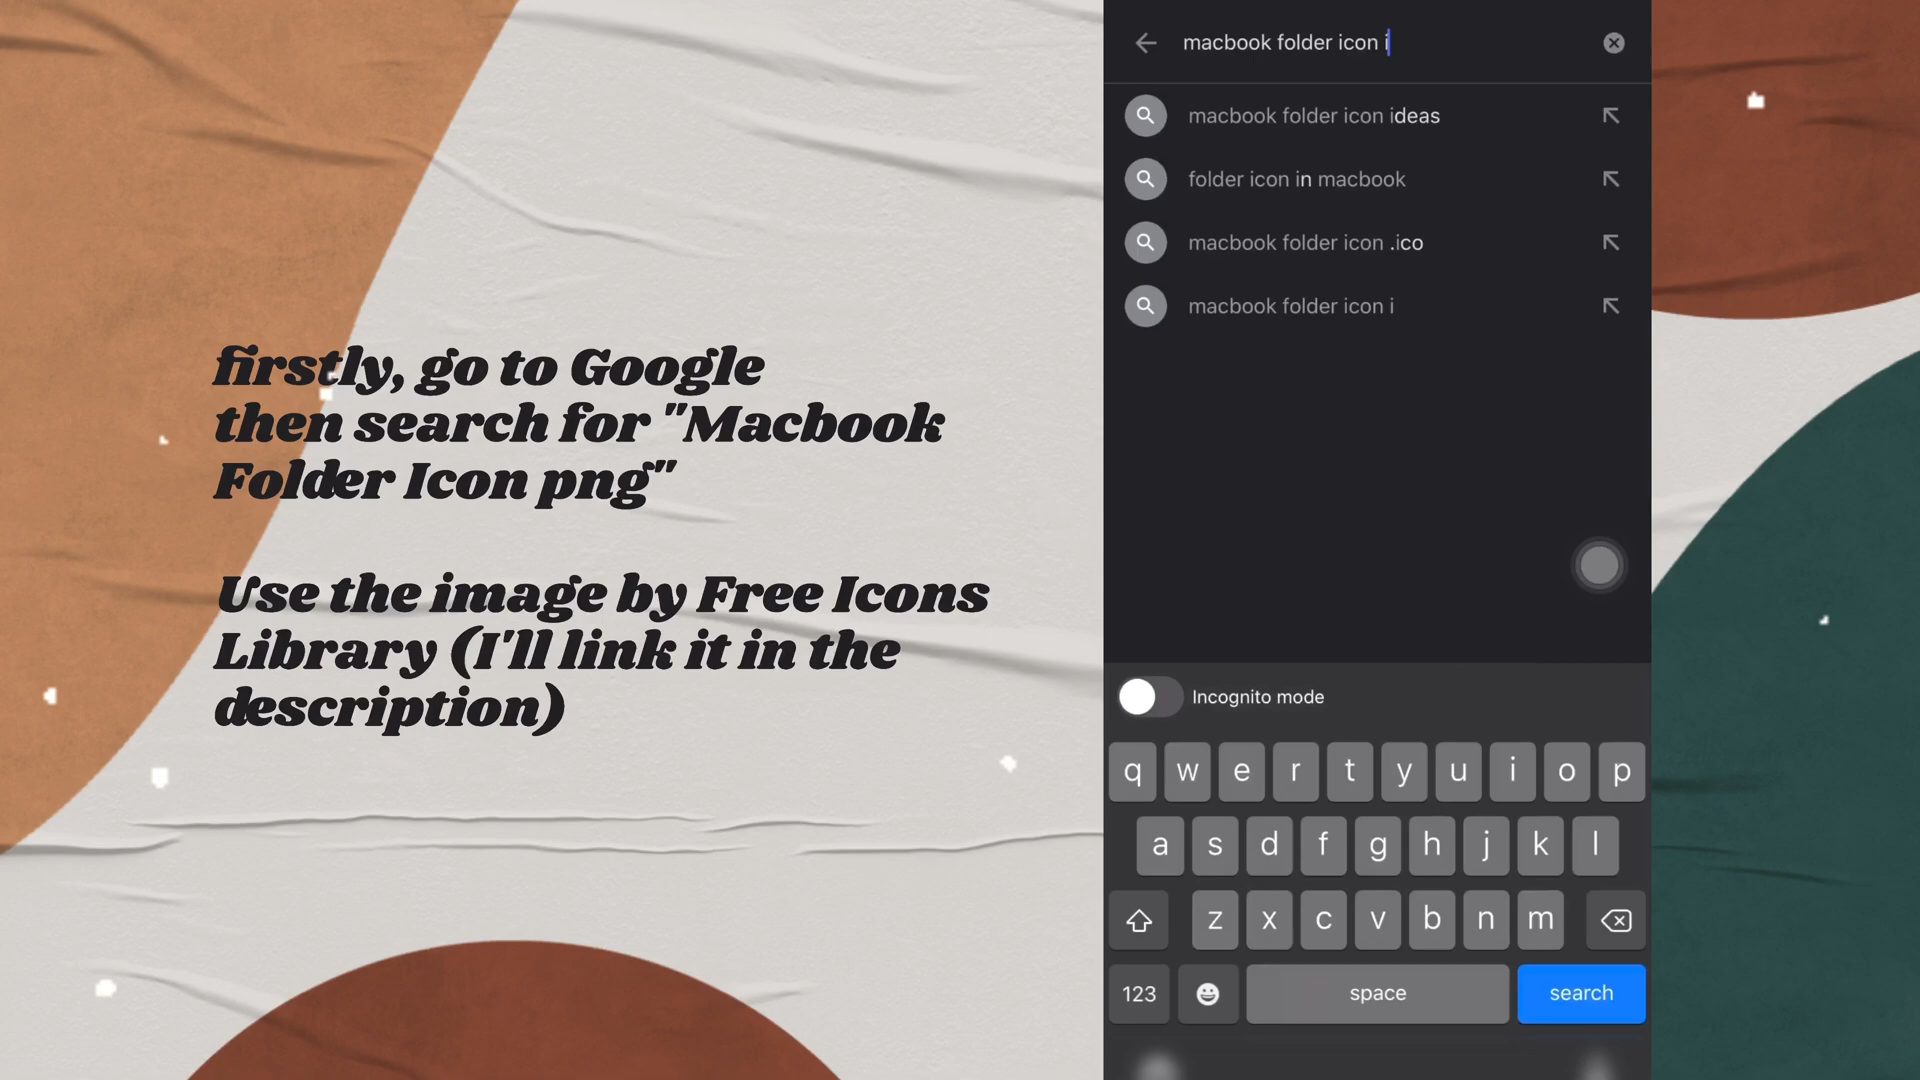 firstly, go to Google
then search for "Macbook
Folder Icon png"
Use the image by Free Icons
Library (I'll link it in the
description)
macbook folder icon i
macbook folder icon ideas
folder icon in macbook
macbook folder icon .ico
macbook folder icon i
Incognito mode
q w e r t y u i o p
a s d f g h j k l
z x c v b n m
123 space search